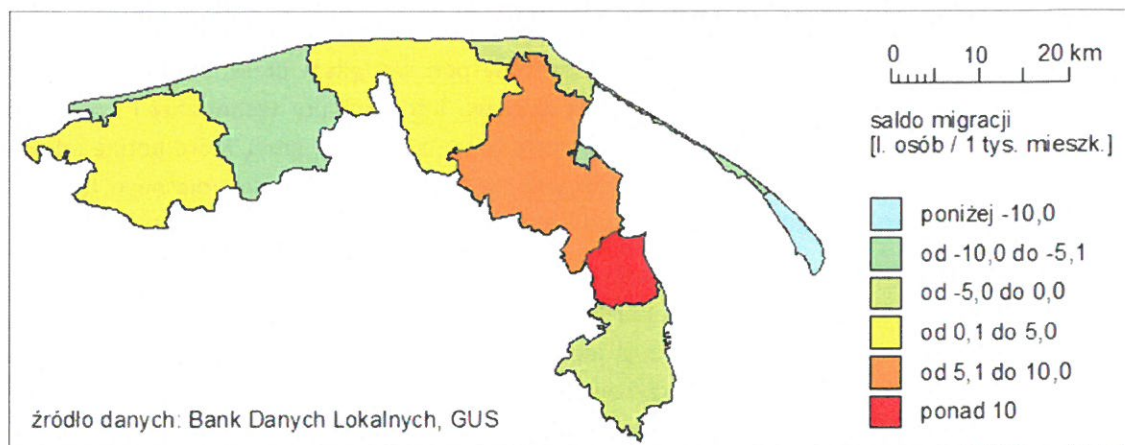 0 10 20 km
saldo migracji
[l. osób / 1 tys. mieszk.]
poniżej -10,0
od -10,0 do -5,1
od -5,0 do 0,0
od 0,1 do 5,0
od 5,1 do 10,0
ponad 10
źródło danych: Bank Danych Lokalnych, GUS